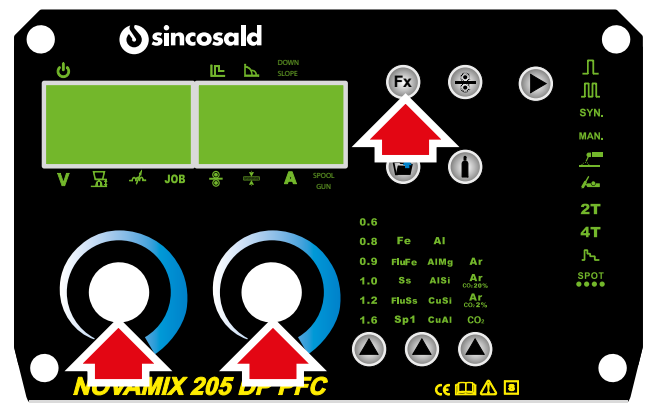 sincosald
DOWN
SLOPE
Fx
SYN.
MAN.
V
JOB
A
SPOOL
GUN
2T
4T
SPOT
0.6
0.8 Fe Al
0.9 FluFe AlMg Ar
1.0 Ss AlSi Ar CO₂ 20%
1.2 FluSs CuSi Ar CO₂ 2%
1.6 Sp1 CuAl CO₂
NOVAMIX 205 DP PFC
CE